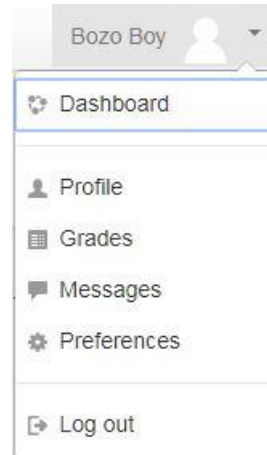 Bozo Boy
Dashboard
Profile
Grades
Messages
Preferences
Log out